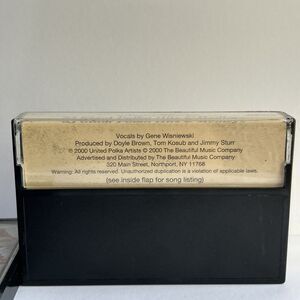 Vocals by Gene Wisniewski
Produced by Doyle Brown, Tom Kosub and Jimmy Sturr
© 2000 United Polka Artists © 2000 The Beautiful Music Company
Advertised and Distributed by The Beautiful Music Company
320 Main Street, Northport, NY 11768
Warning: All rights reserved. Unauthorized duplication is a violation of applicable laws.
(see inside flap for song listing)